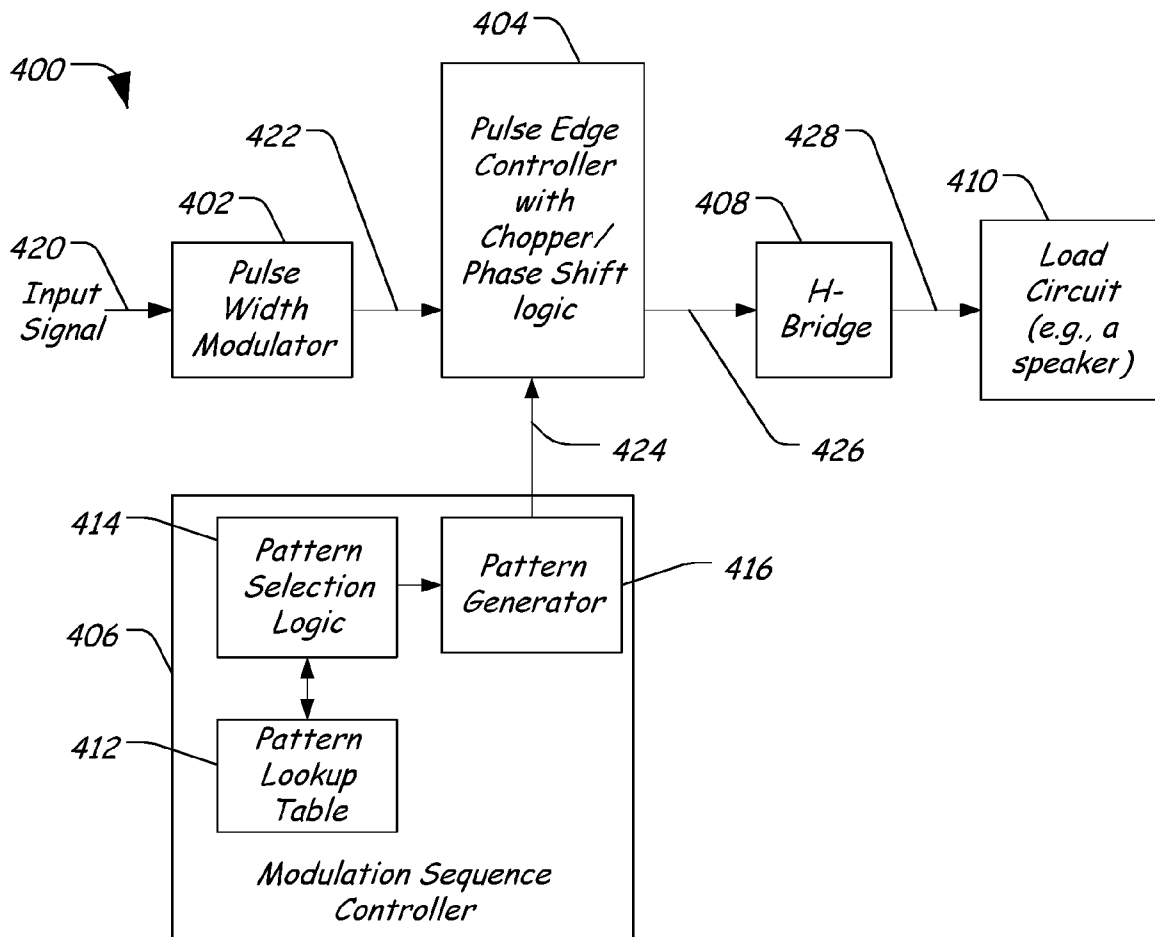 404
400
422
428
402
Pulse Edge
Controller
with
Chopper/
Phase Shift
logic
408
410
420
Input
Signal
Pulse
Width
Modulator
H-
Bridge
Load
Circuit
(e.g., a
speaker)
424
426
414
Pattern
Selection
Logic
Pattern
Generator
416
406
412
Pattern
Lookup
Table
Modulation Sequence
Controller